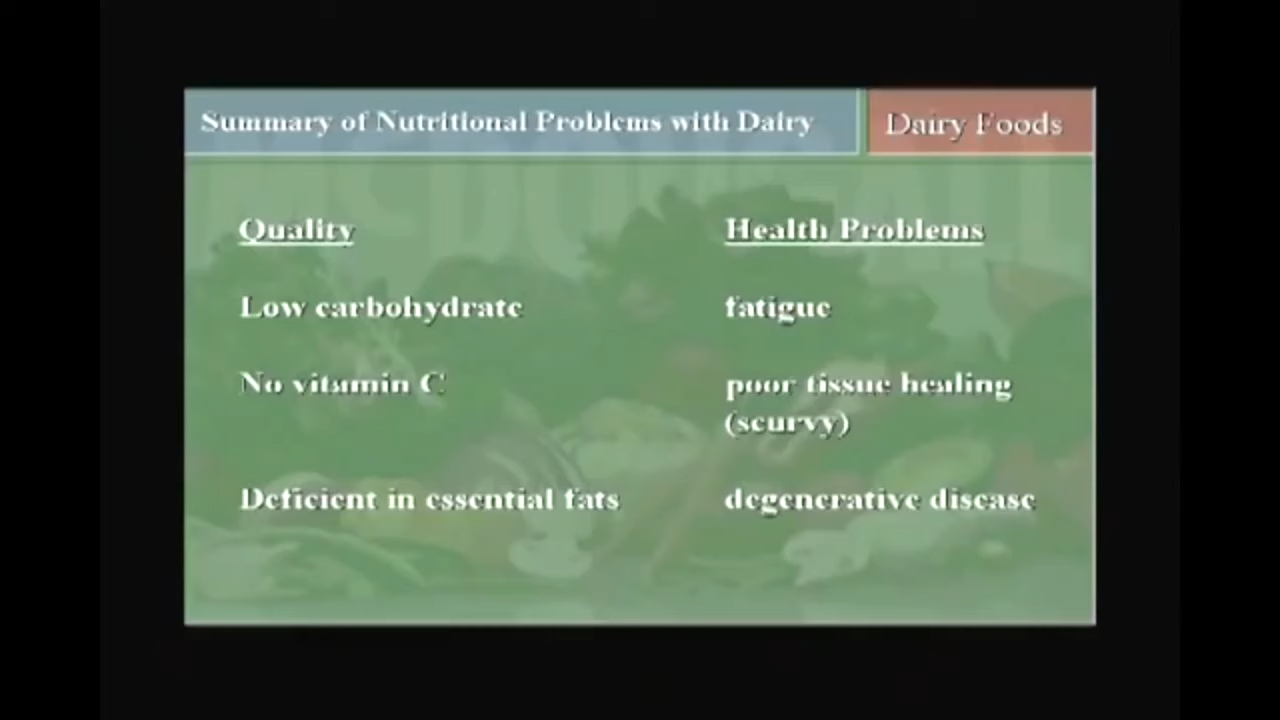 Summary of Nutritional Problems with Dairy
Dairy Foods
Quality
Health Problems
Low carbohydrate
fatigue
No vitamin C
poor tissue healing
(scurvy)
Deficient in essential fats
degenerative disease